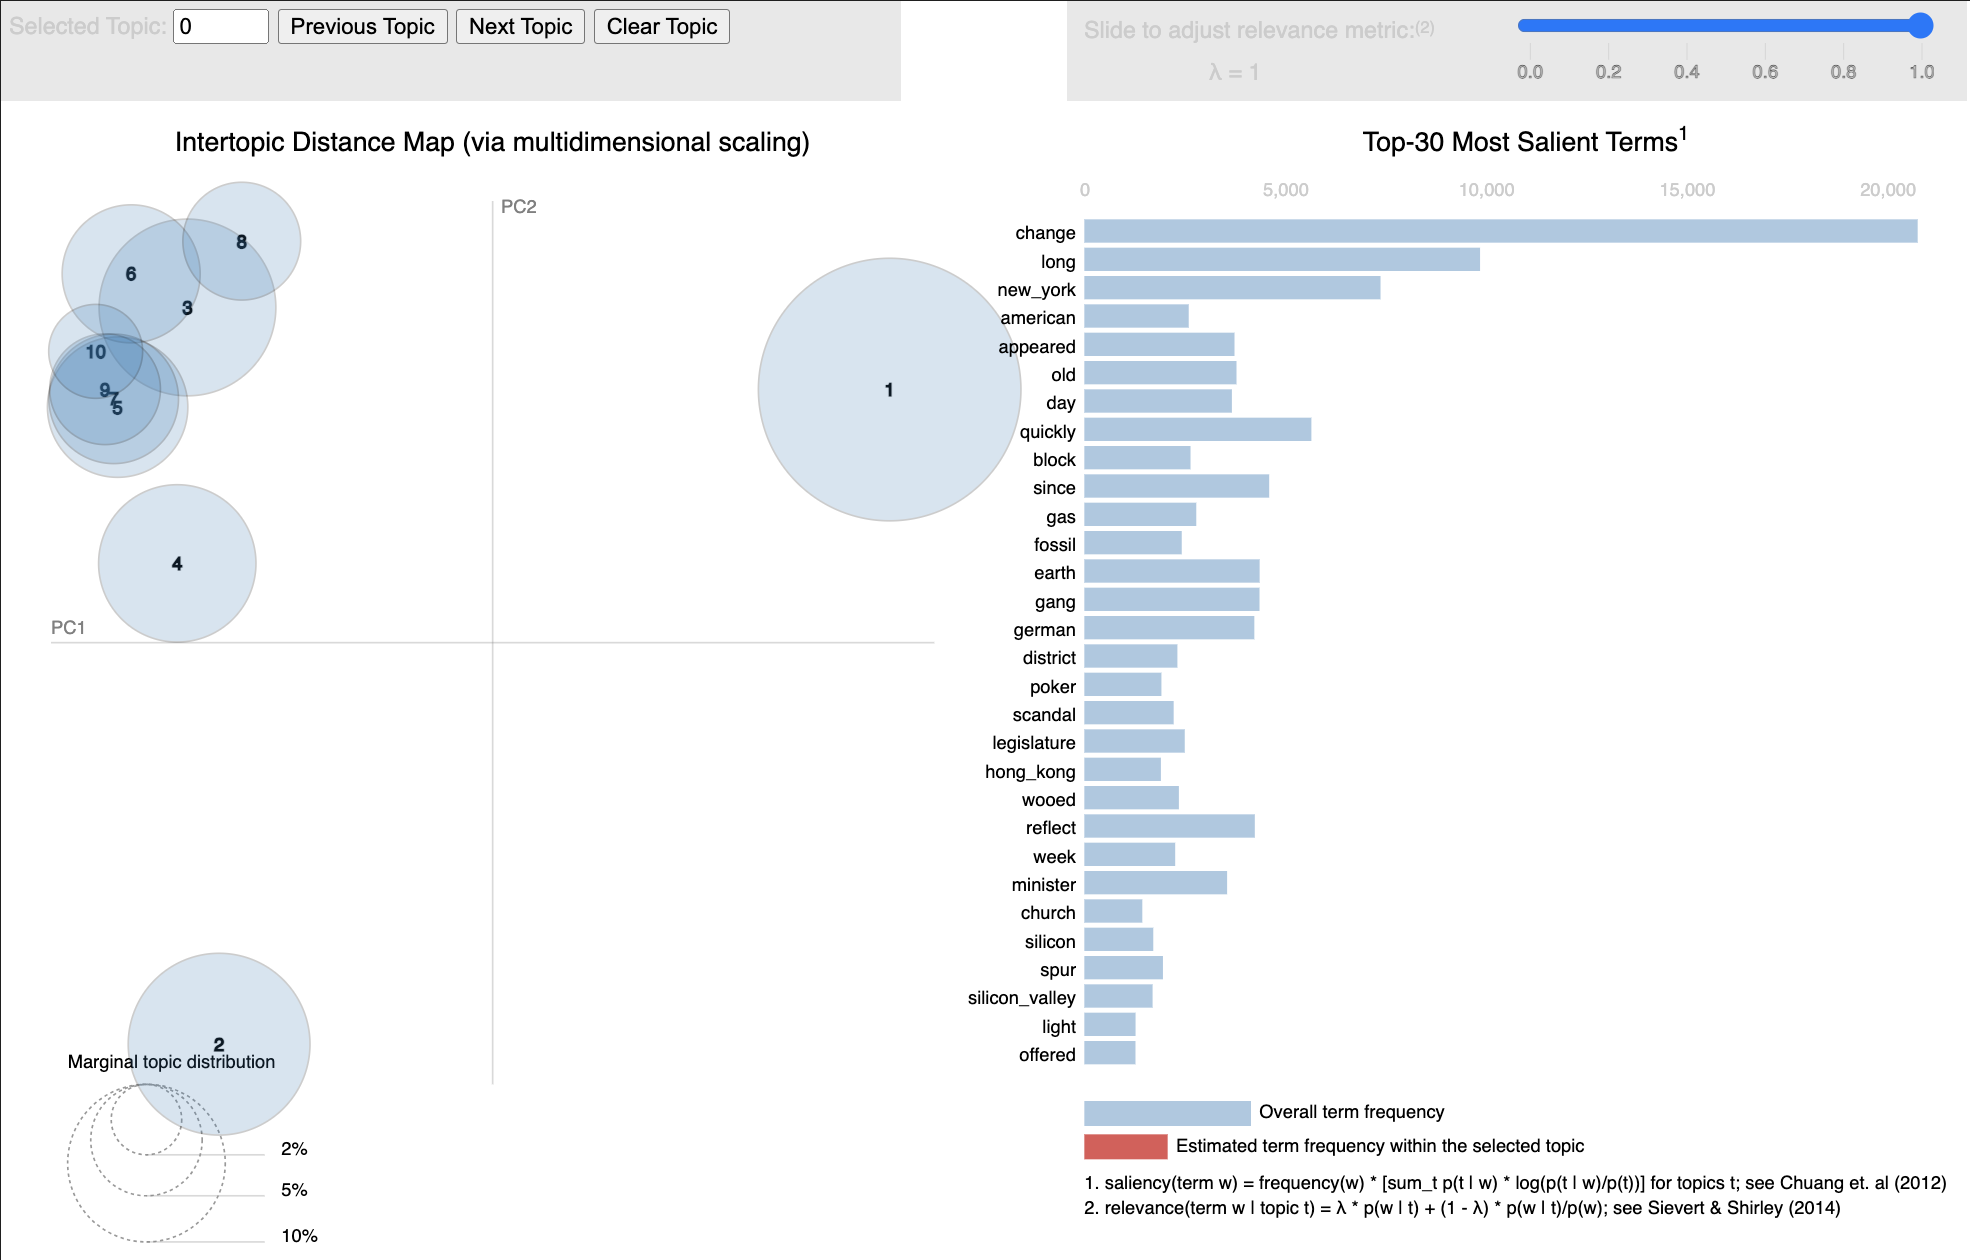 Selected Topic: 0 Previous Topic Next Topic Clear Topic
Slide to adjust relevance metric:(2)
λ = 1
0.0 0.2 0.4 0.6 0.8 1.0
Intertopic Distance Map (via multidimensional scaling)
PC2
PC1
8
6
3
10
9
7
5
1
4
2
Marginal topic distribution
2%
5%
10%
Top-30 Most Salient Terms1
0 5,000 10,000 15,000 20,000
change
long
new_york
american
appeared
old
day
quickly
block
since
gas
fossil
earth
gang
german
district
poker
scandal
legislature
hong_kong
wooed
reflect
week
minister
church
silicon
spur
silicon_valley
light
offered
Overall term frequency
Estimated term frequency within the selected topic
1. saliency(term w) = frequency(w) * [sum_t p(t | w) * log(p(t | w)/p(t))] for topics t; see Chuang et. al (2012)
2. relevance(term w | topic t) = λ * p(w | t) + (1 - λ) * p(w | t)/p(w); see Sievert & Shirley (2014)